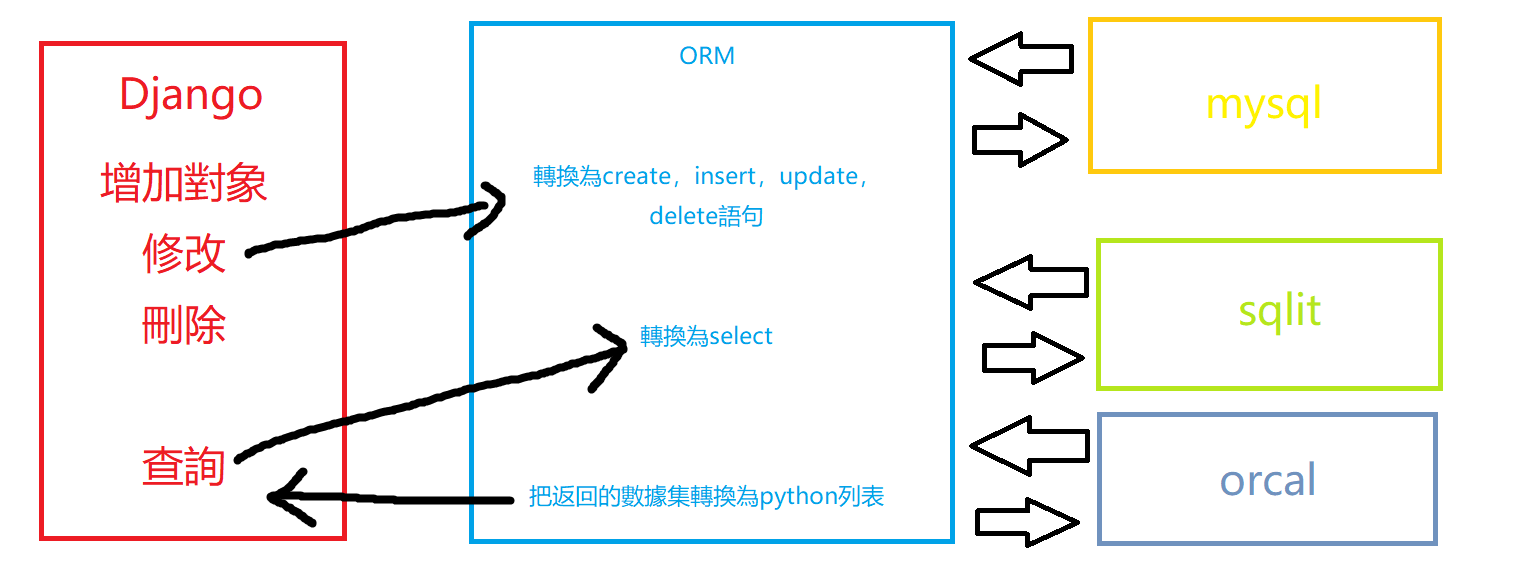 Django
增加對象
修改
刪除
查詢
ORM
轉換為create，insert，update，
delete語句
轉換為select
把返回的數據集轉換為python列表
mysql
sqlit
orcal